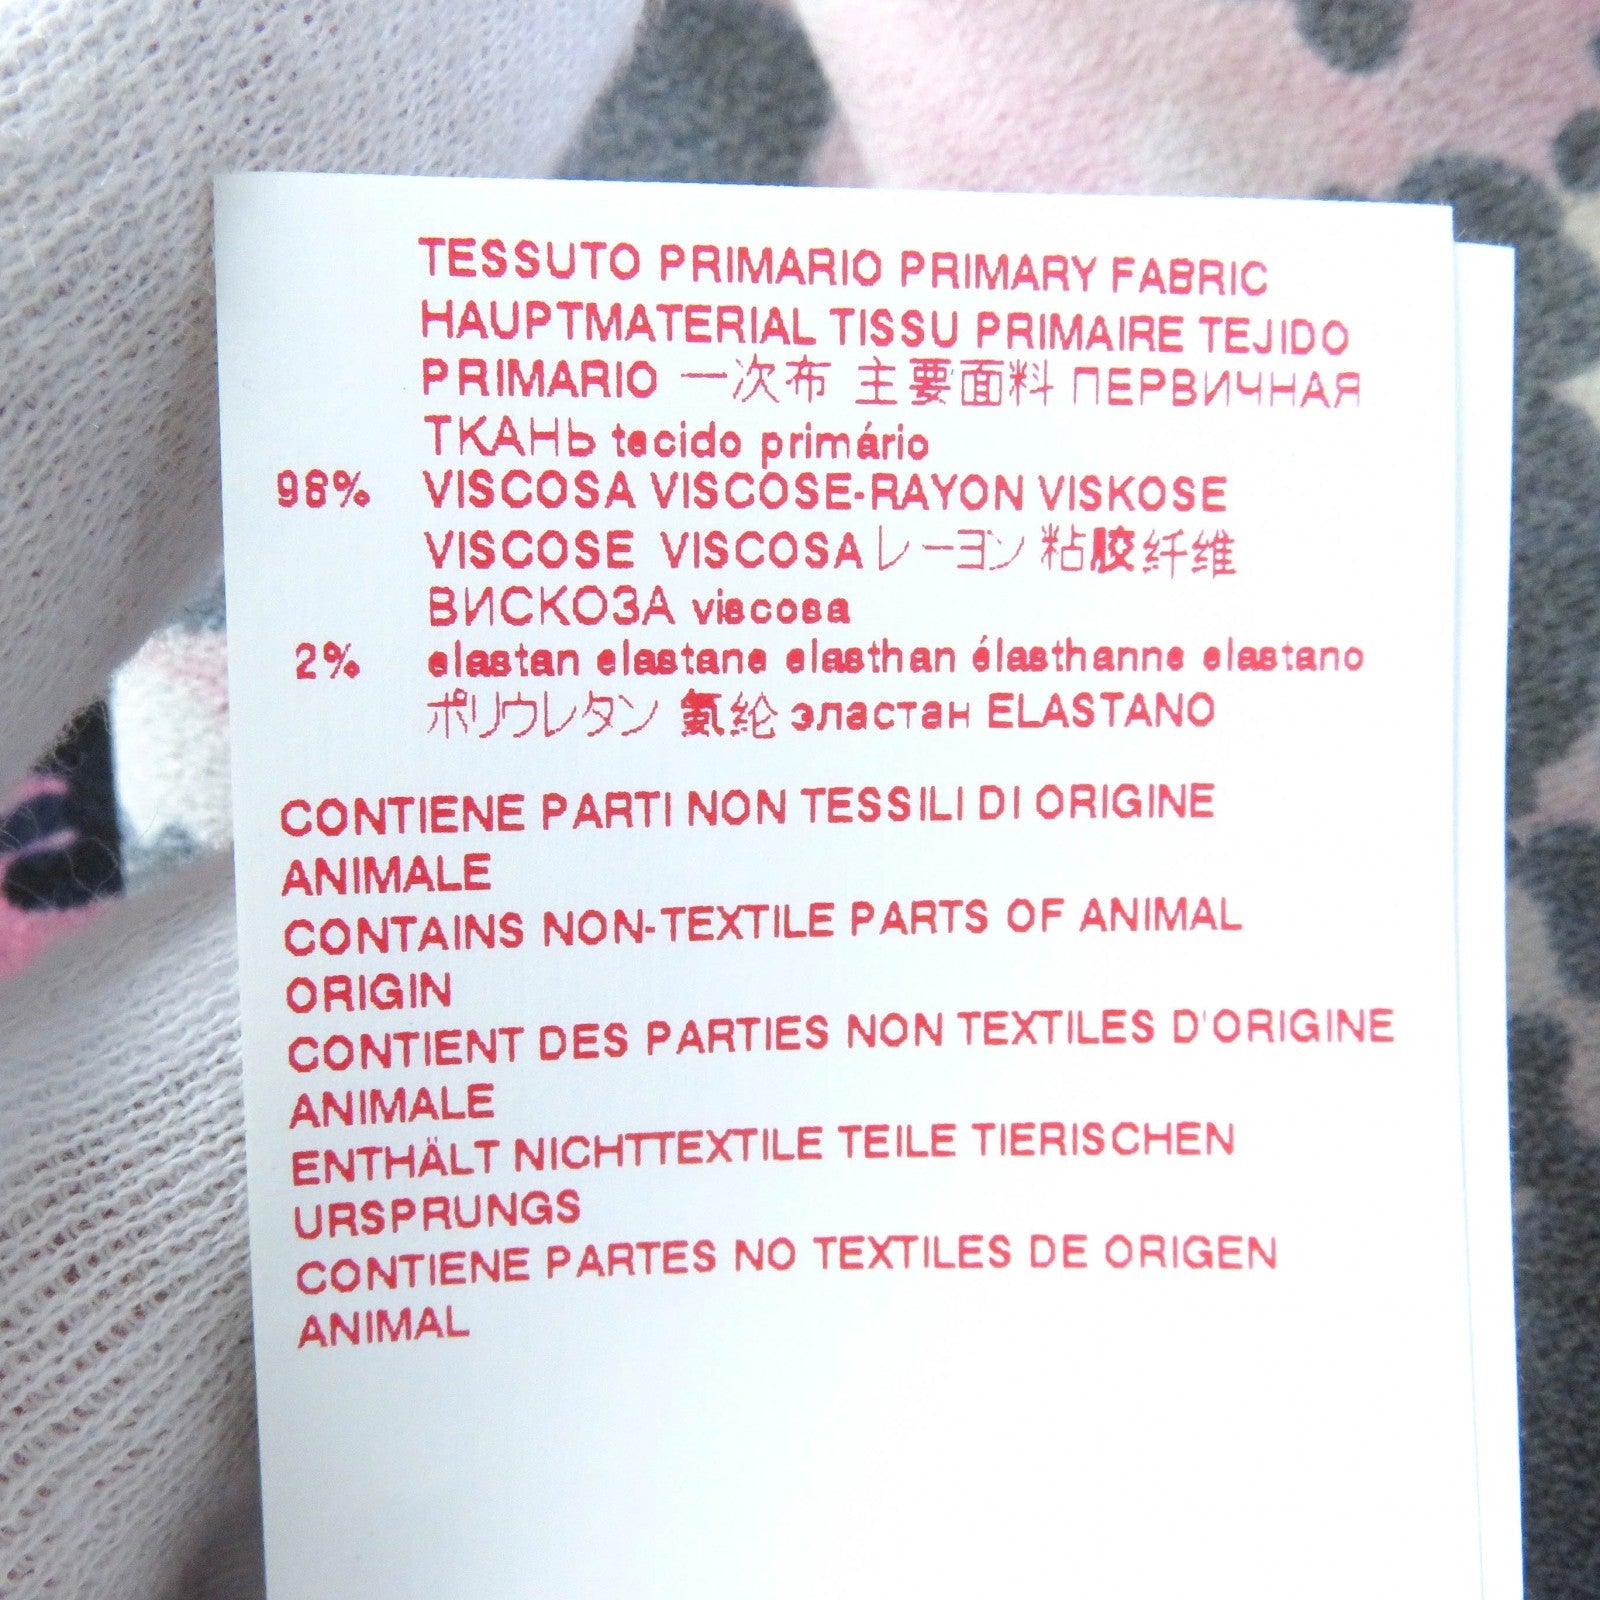 TESSUTO PRIMARIO PRIMARY FABRIC
HAUPTMATERIAL TISSU PRIMAIRE TEJIDO
PRIMARIO 一次布 主要面料 ПЕРВИЧНАЯ
ТКАНЬ tecido primário
98% VISCOSA VISCOSE-RAYON VISKOSE
VISCOSE VISCOSA レーヨン 粘胶纤维
ВИСКОЗА viscosa
2% elastan elastane elasthan élasthanne elastano
ポリウレタン 氨纶 эластан ELASTANO
CONTIENE PARTI NON TESSILI DI ORIGINE
ANIMALE
CONTAINS NON-TEXTILE PARTS OF ANIMAL
ORIGIN
CONTIENT DES PARTIES NON TEXTILES D'ORIGINE
ANIMALE
ENTHÄLT NICHTTEXTILE TEILE TIERISCHEN
URSPRUNGS
CONTIENE PARTES NO TEXTILES DE ORIGEN
ANIMAL